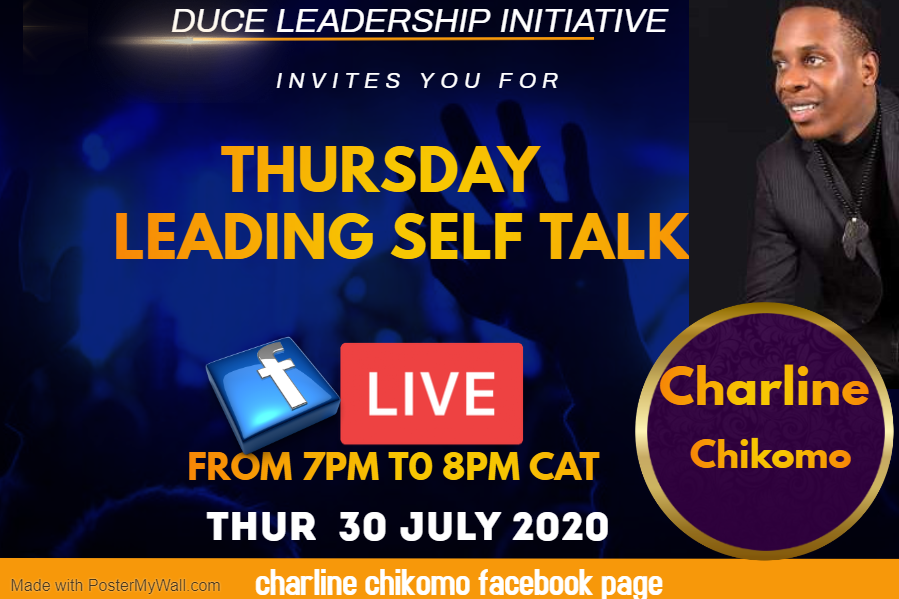 DUCE LEADERSHIP INITIATIVE
INVITES YOU FOR
THURSDAY
LEADING SELF TALK
f
LIVE
FROM 7PM T0 8PM CAT
THUR 30 JULY 2020
Charline
Chikomo
Made with PosterMyWall.com
charline chikomo facebook page